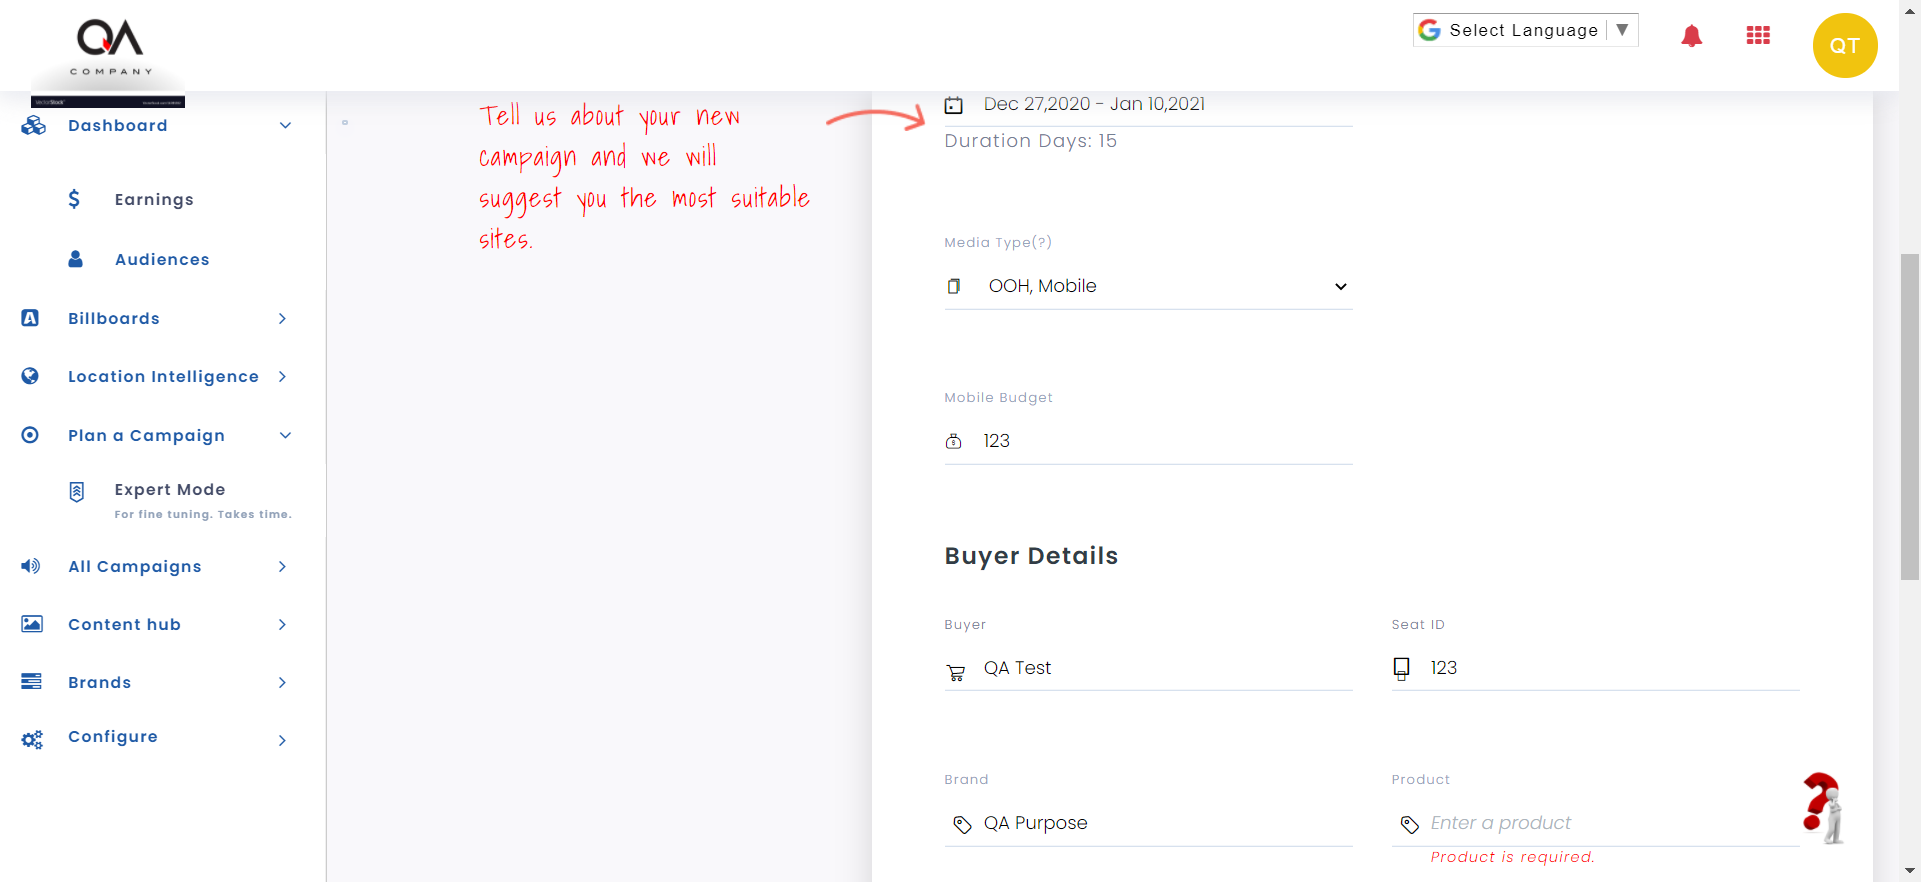 QA
COMPANY
Select Language
▼
QT
Dashboard
Earnings
Audiences
Billboards
Location Intelligence
Plan a Campaign
Expert Mode
For fine tuning. Takes time.
All Campaigns
Content hub
Brands
Configure
Tell us about your new
campaign and we will
suggest you the most suitable
sites.
Dec 27,2020 - Jan 10,2021
Duration Days: 15
Media Type(?)
OOH, Mobile
Mobile Budget
123
Buyer Details
Buyer
Seat ID
QA Test
123
Brand
Product
QA Purpose
Enter a product
Product is required.